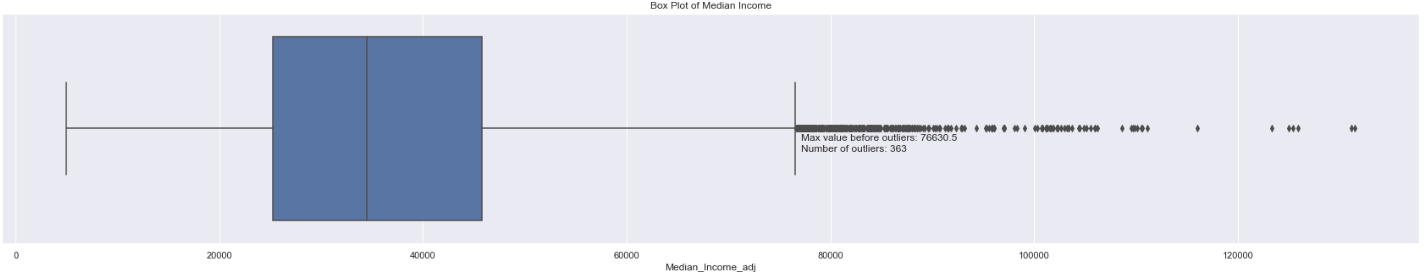 Box Plot of Median Income
Max value before outliers: 76630.5
Number of outliers: 363
0 20000 40000 60000 80000 100000 120000
Median_Income_adj